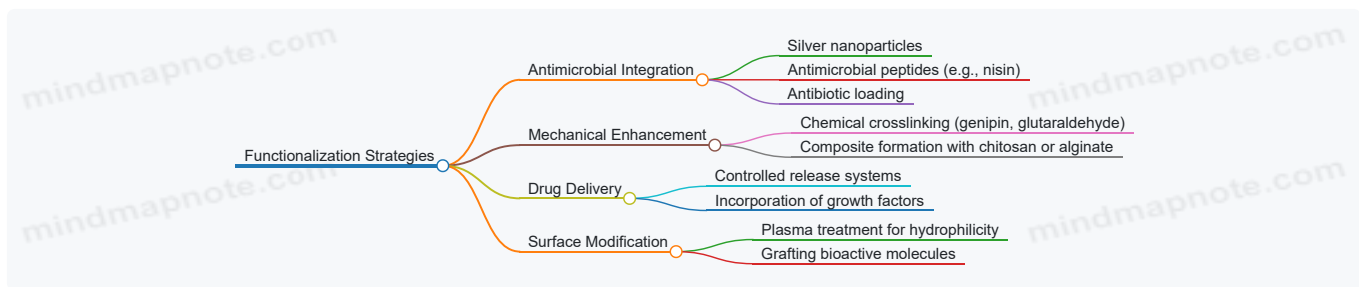 mindmapnote.com
mindmapnote.com
Silver nanoparticles
Antimicrobial Integration
Antimicrobial peptides (e.g., nisin)
Antibiotic loading
Chemical crosslinking (genipin, glutaraldehyde)
Mechanical Enhancement
Composite formation with chitosan or alginate
Functionalization Strategies
Controlled release systems
Drug Delivery
Incorporation of growth factors
mindmapnote.com
mindmapnote.com
Plasma treatment for hydrophilicity
Surface Modification
Grafting bioactive molecules